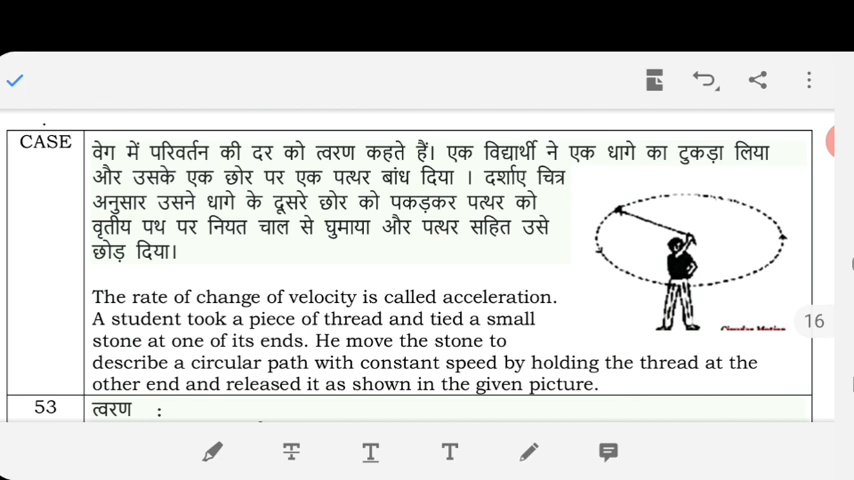 CASE
वेग में परिवर्तन की दर को त्वरण कहते हैं। एक विद्यार्थी ने एक धागे का टुकड़ा लिया
और उसके एक छोर पर एक पत्थर बांध दिया । दर्शाए चित्र
अनुसार उसने धागे के दूसरे छोर को पकड़कर पत्थर को
वृतीय पथ पर नियत चाल से घुमाया और पत्थर सहित उसे
छोड़ दिया।
The rate of change of velocity is called acceleration.
A student took a piece of thread and tied a small
stone at one of its ends. He move the stone to
describe a circular path with constant speed by holding the thread at the
other end and released it as shown in the given picture.
16
53 त्वरण :